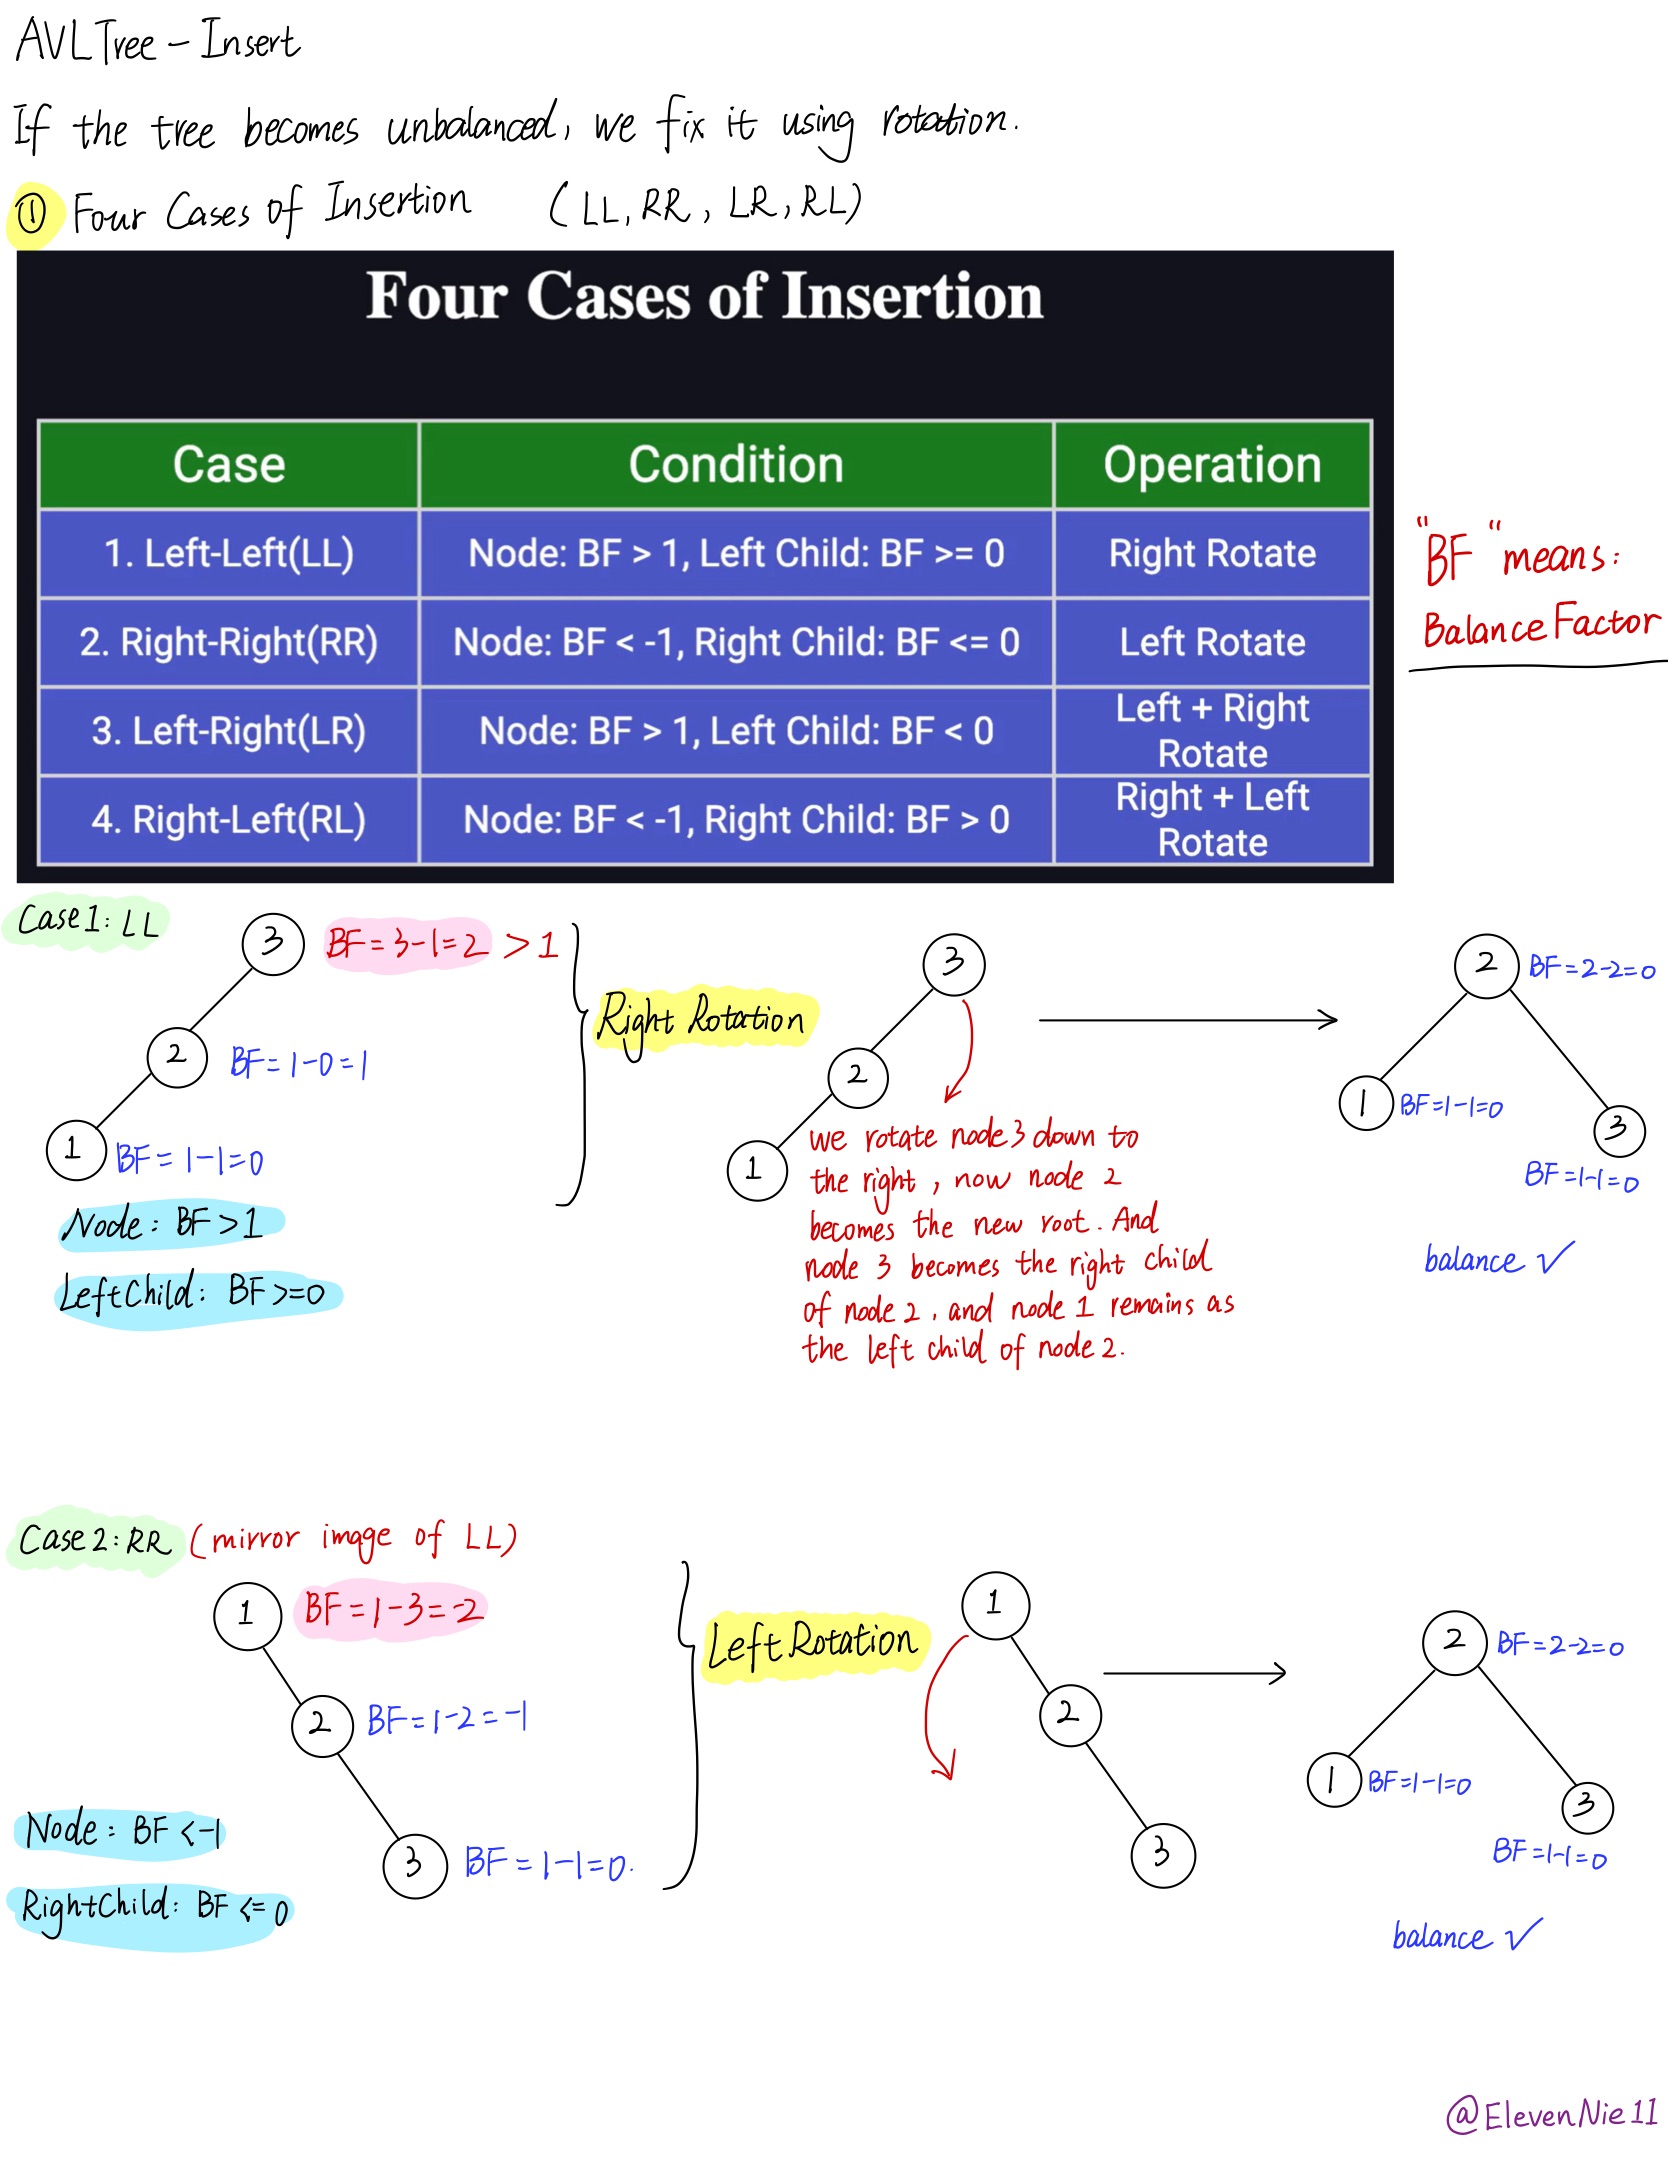 AVLTree - Insert
If the tree becomes unbalanced, we fix it using rotation.
① Four Cases of Insertion (LL, RR, LR, RL)
Four Cases of Insertion
Case Condition Operation
1. Left-Left(LL) Node: BF > 1, Left Child: BF >= 0 Right Rotate
2. Right-Right(RR) Node: BF < -1, Right Child: BF <= 0 Left Rotate
3. Left-Right(LR) Node: BF > 1, Left Child: BF < 0 Left + Right
Rotate
4. Right-Left(RL) Node: BF < -1, Right Child: BF > 0 Right + Left
Rotate
"BF" means:
Balance Factor
Case1: LL
3 BF=3-1=2 >1
2 BF=1-0=1
1 BF=1-1=0
Node: BF>1
LeftChild: BF>=0
Right Rotation
3
2
1
we rotate node3 down to
the right, now node 2
becomes the new root. And
node 3 becomes the right child
of node 2, and node 1 remains as
the left child of node 2.
2 BF=2-2=0
1 BF=1-1=0
3
BF=1-1=0
balance ✓
Case2: RR (mirror image of LL)
1 BF=1-3=-2
2 BF=1-2=-1
3 BF=1-1=0.
Node: BF<-1
RightChild: BF<=0
Left Rotation
1
2
3
2 BF=2-2=0
1 BF=1-1=0
3
BF=1-1=0
balance ✓
@ElevenNie11